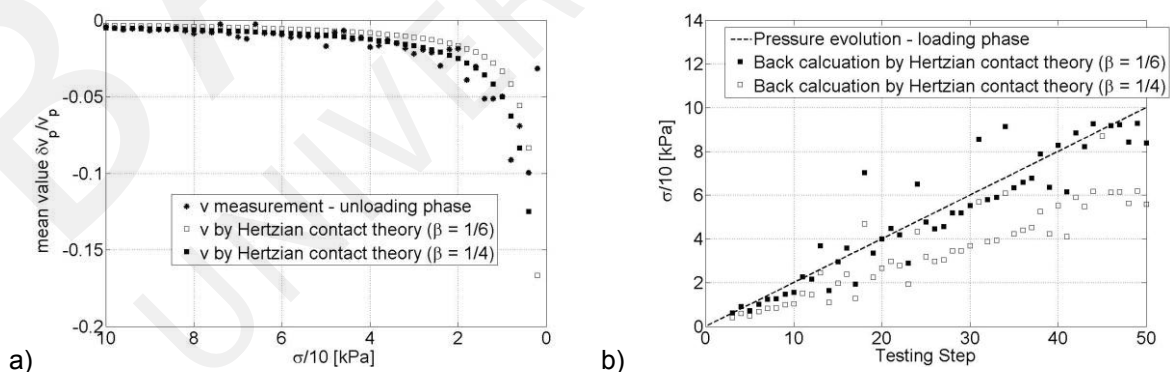 0
-0.05
-0.1
-0.15
-0.2
mean value δvp/vp
10
8
6
4
2
0
σ/10 [kPa]
v measurement - unloading phase
v by Hertzian contact theory (β = 1/6)
v by Hertzian contact theory (β = 1/4)
a)
14
12
10
8
6
4
2
0
σ/10 [kPa]
0
10
20
30
40
50
Testing Step
Pressure evolution - loading phase
Back calcuation by Hertzian contact theory (β = 1/6)
Back calcuation by Hertzian contact theory (β = 1/4)
b)